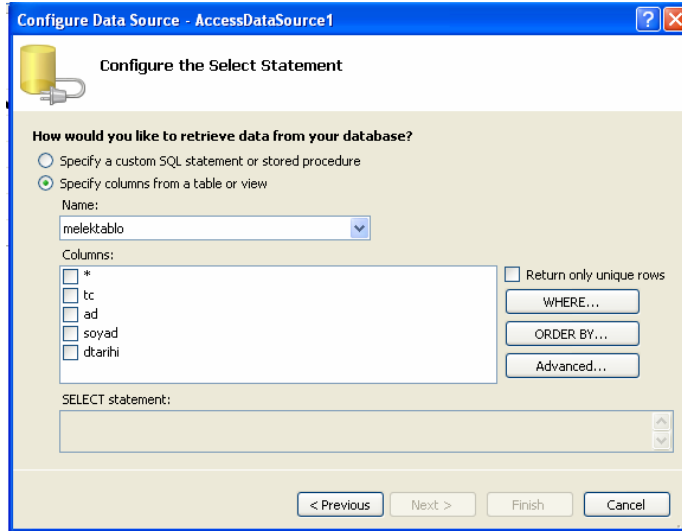 Configure Data Source - AccessDataSource1
Configure the Select Statement
How would you like to retrieve data from your database?
Specify a custom SQL statement or stored procedure
Specify columns from a table or view
Name:
melektablo
Columns:
*
tc
ad
soyad
dtarihi
Return only unique rows
WHERE...
ORDER BY...
Advanced...
SELECT statement:
< Previous
Next >
Finish
Cancel